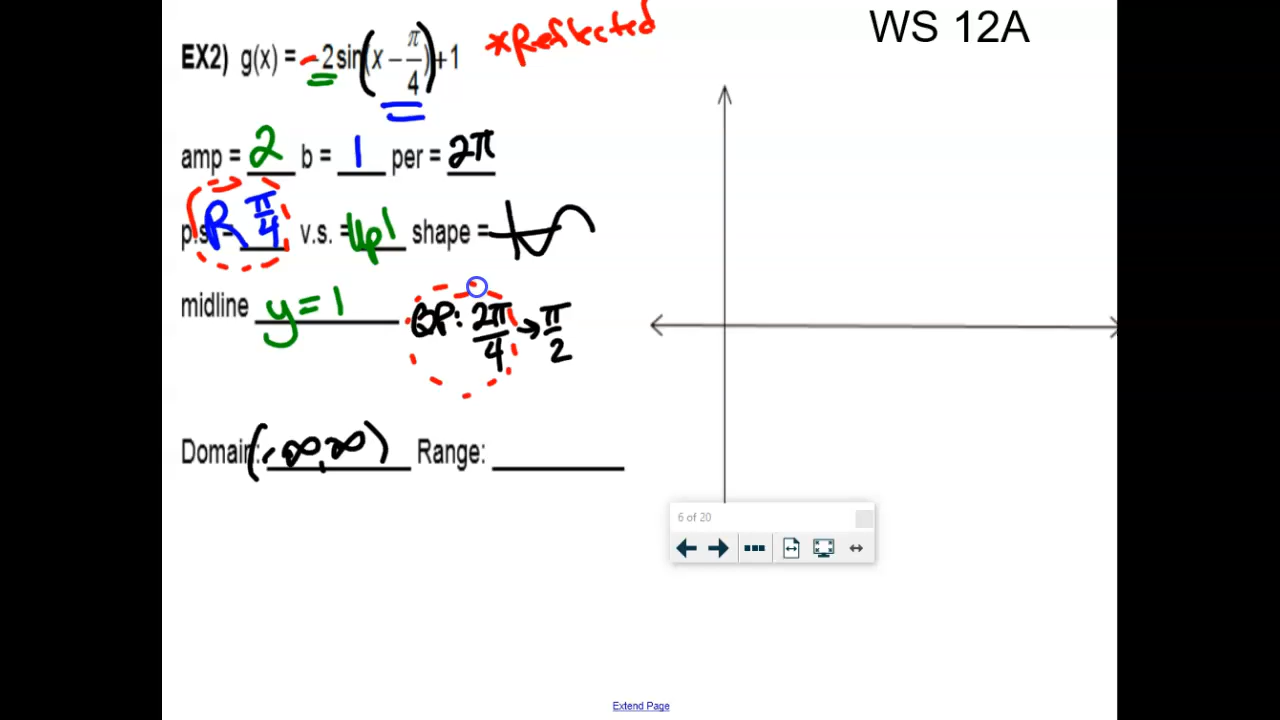 WS 12A
EX2) g(x) = -2sin(x - π/4) + 1 *Reflected
amp = 2 b = 1 per = 2π
p.s. = R π/4 v.s. = Up 1 shape =
midline y = 1
BP: 2π/4 → π/2
Domain: (-∞, ∞) Range:
6 of 20
Extend Page